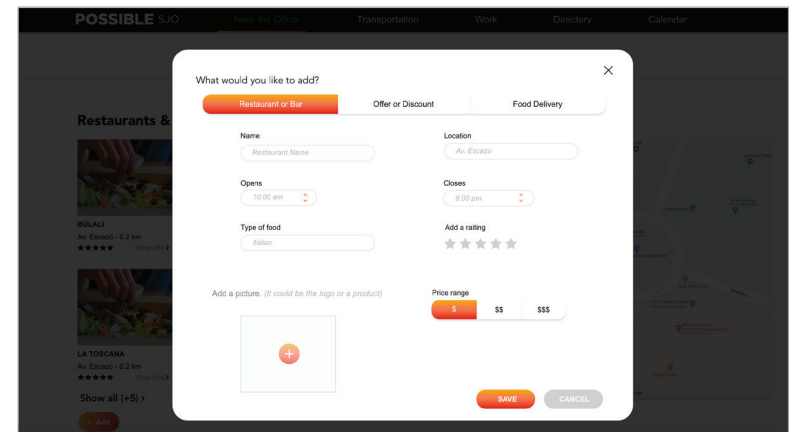 POSSIBLE SJO
Near the Office
Transportation
Work
Directory
Calendar
What would you like to add?
Restaurant or Bar
Offer or Discount
Food Delivery
Name
Restaurant Name
Location
Av. Escazú
Opens
10:00 am
Closes
8:00 pm
Type of food
Italian
Add a raiting
Add a picture. (It could be the logo or a product)
Price range
$
$$
$$$
SAVE
CANCEL
Restaurants &
BÚLALI
Av. Escazú - 0.2 km
View Info >
LA TOSCANA
Av. Escazú - 0.2 km
View Info >
Show all (+5) >
+ Add